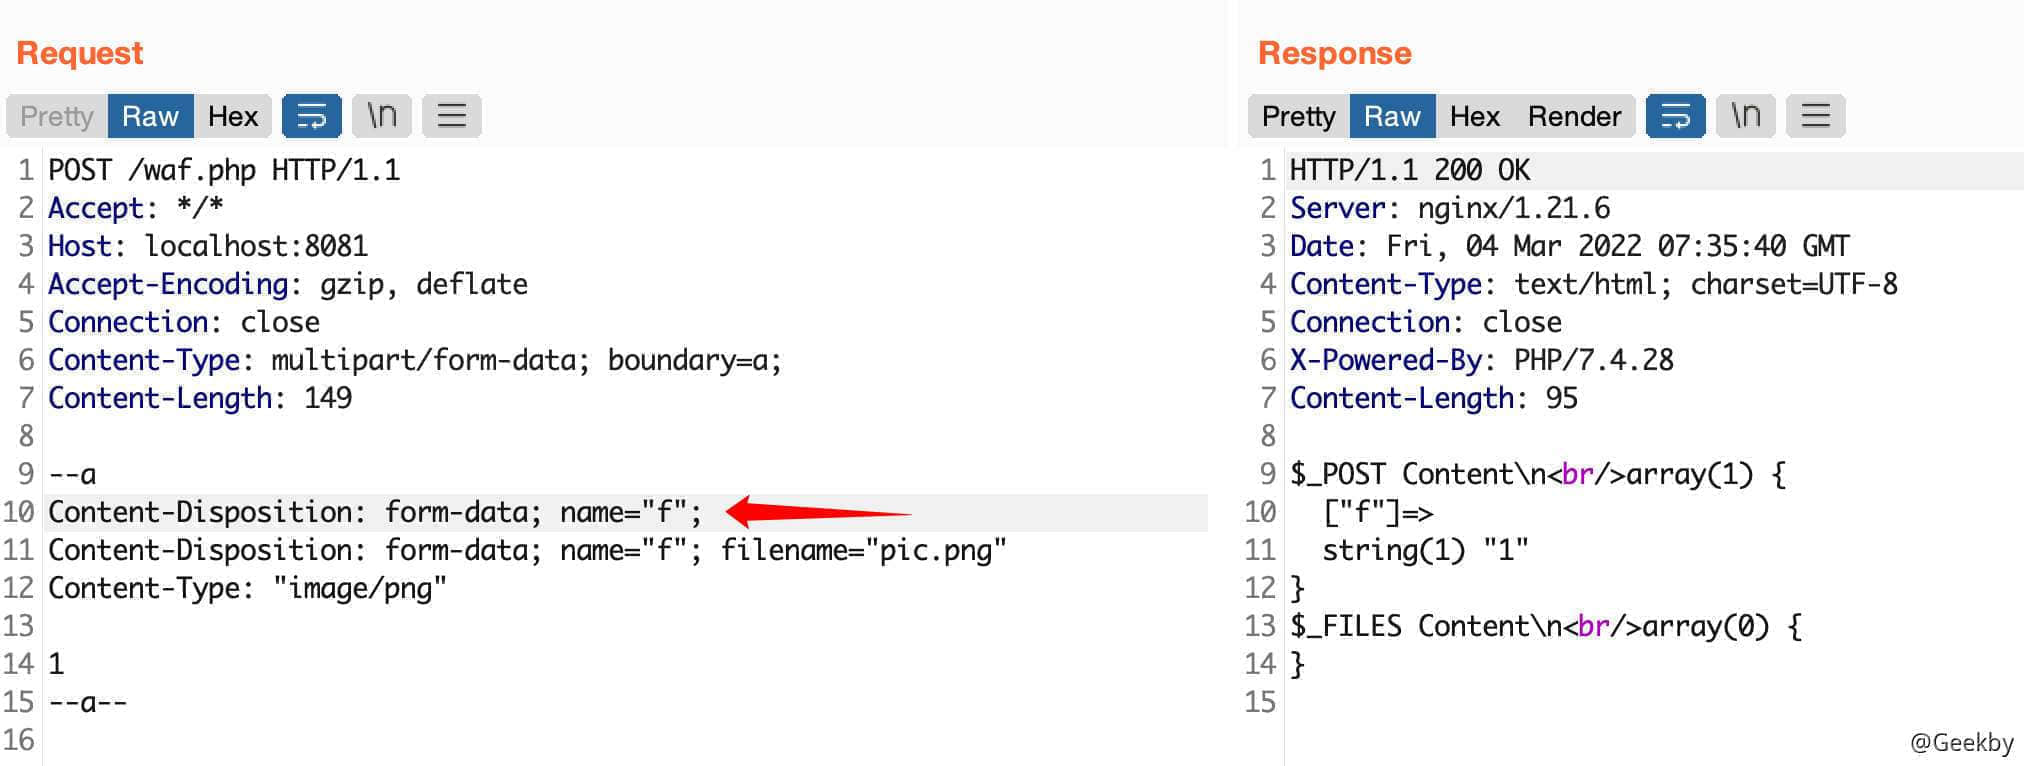 Request
Pretty Raw Hex \n
1 POST /waf.php HTTP/1.1
2 Accept: */*
3 Host: localhost:8081
4 Accept-Encoding: gzip, deflate
5 Connection: close
6 Content-Type: multipart/form-data; boundary=a;
7 Content-Length: 149
8
9 --a
10 Content-Disposition: form-data; name="f";
11 Content-Disposition: form-data; name="f"; filename="pic.png"
12 Content-Type: "image/png"
13
14 1
15 --a--
16
Response
Pretty Raw Hex Render \n
1 HTTP/1.1 200 OK
2 Server: nginx/1.21.6
3 Date: Fri, 04 Mar 2022 07:35:40 GMT
4 Content-Type: text/html; charset=UTF-8
5 Connection: close
6 X-Powered-By: PHP/7.4.28
7 Content-Length: 95
8
9 $_POST Content\n<br/>array(1) {
10 ["f"]=>
11 string(1) "1"
12 }
13 $_FILES Content\n<br/>array(0) {
14 }
15
@Geekby